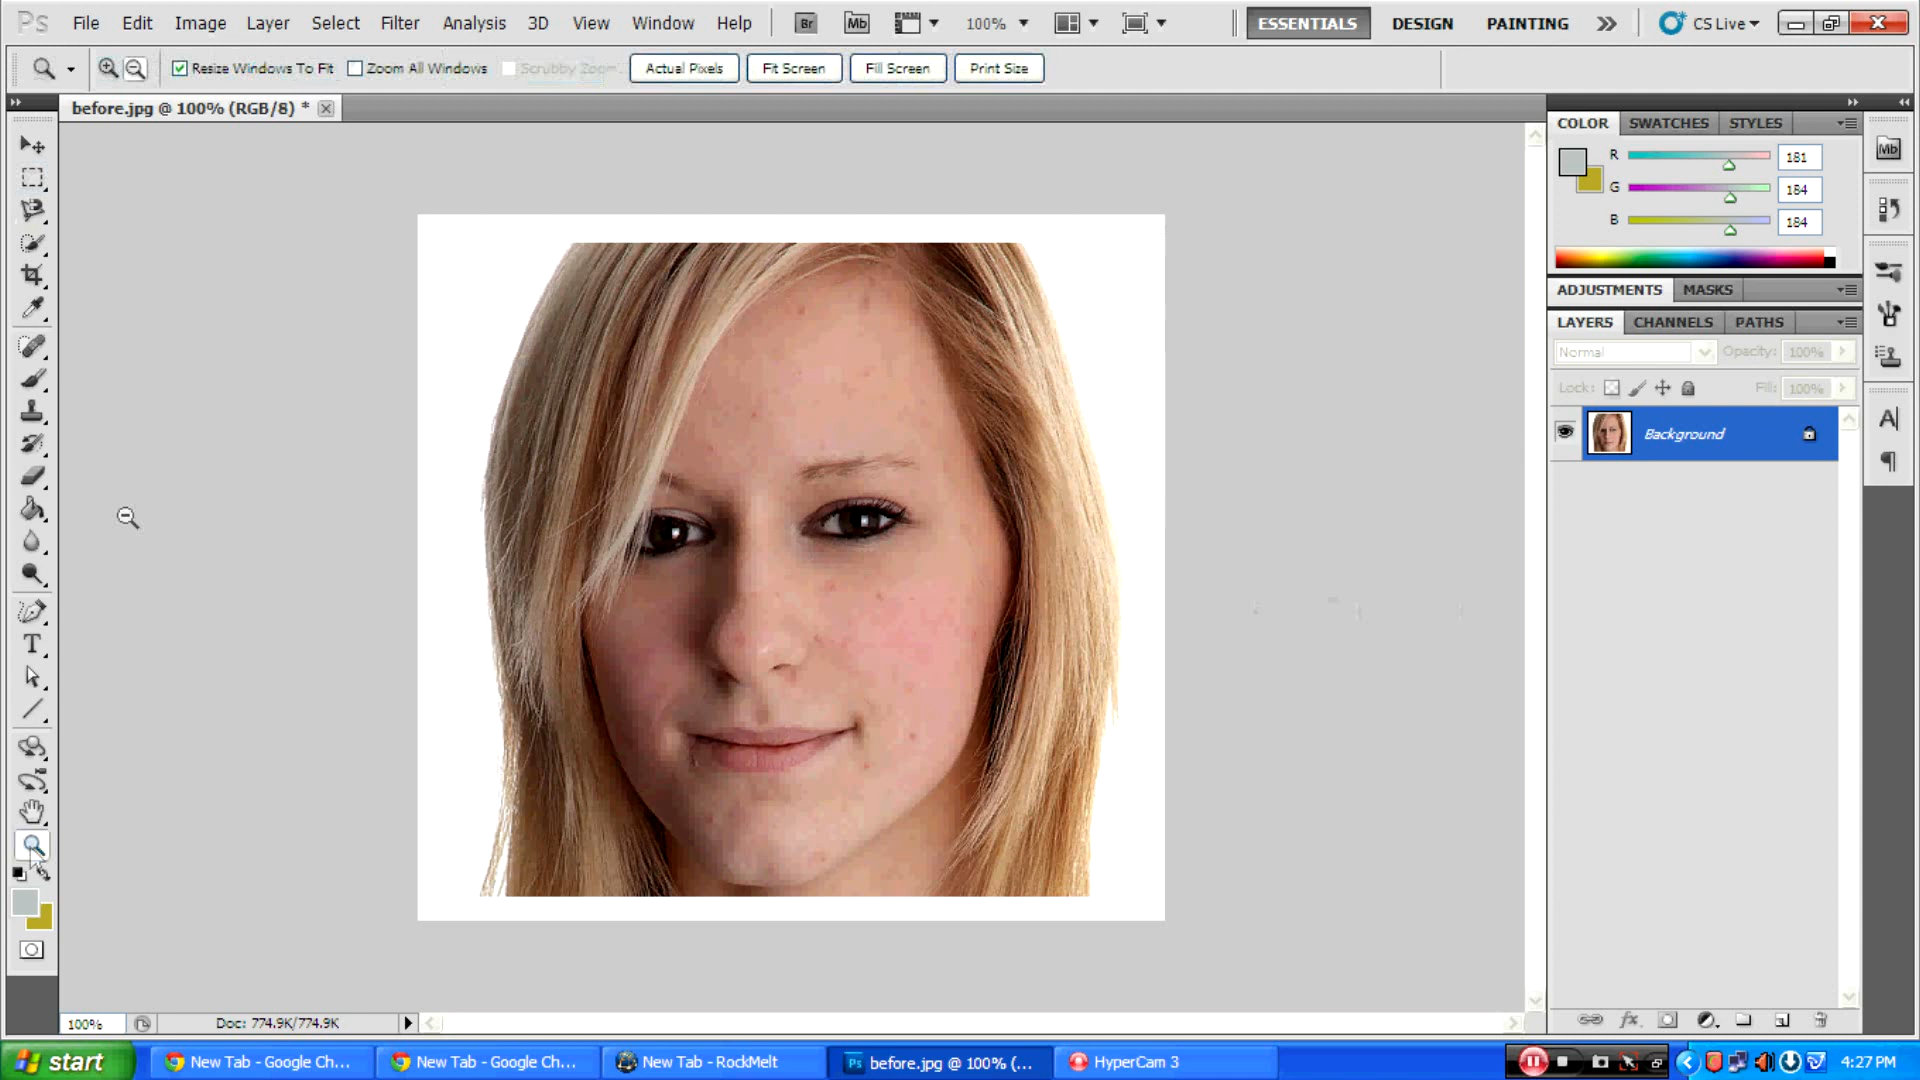 Ps File Edit Image Layer Select Filter Analysis 3D View Window Help Br Mb 100% ESSENTIALS DESIGN PAINTING CS Live
Resize Windows To Fit Zoom All Windows Scrubby Zoom Actual Pixels Fit Screen Fill Screen Print Size
before.jpg @ 100% (RGB/8) *
COLOR SWATCHES STYLES
Mb
R 181
G 184
B 184
ADJUSTMENTS MASKS
LAYERS CHANNELS PATHS
Normal Opacity: 100%
Lock: Fill: 100%
Background
A
T
100% Doc: 774.9K/774.9K
fx
start New Tab - Google Ch... New Tab - Google Ch... New Tab - RockMelt Ps before.jpg @ 100% (... HyperCam 3 4:27 PM